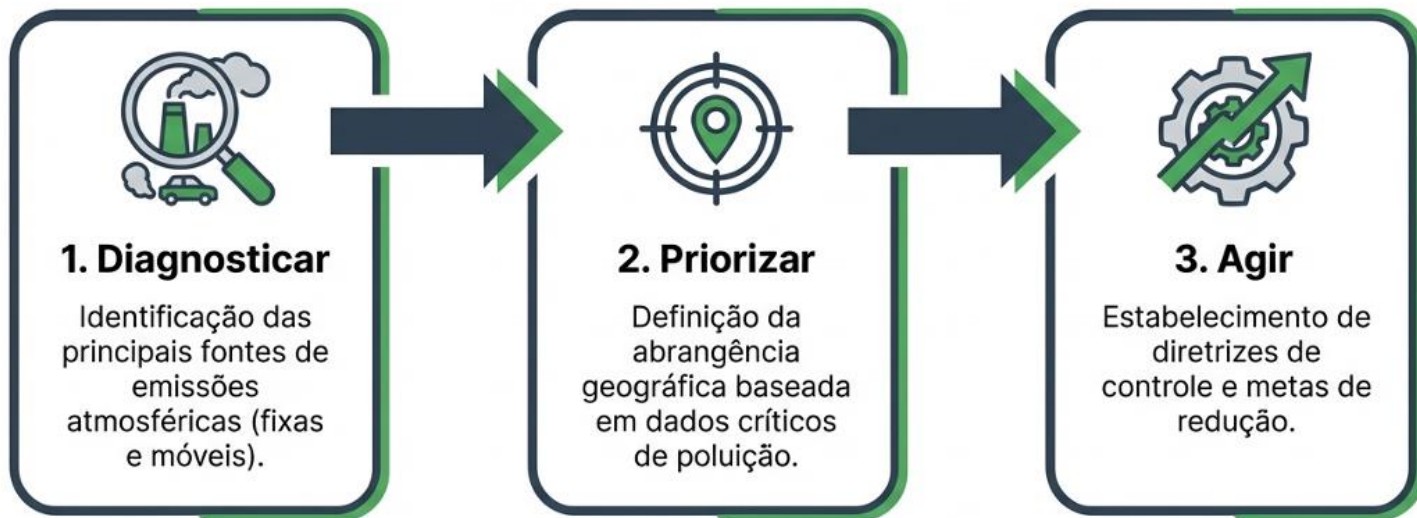 1. Diagnosticar
Identificação das
principais fontes de
emissões
atmosféricas (fixas
e móveis).
2. Priorizar
Definição da
abrangência
geográfica baseada
em dados críticos
de poluição.
3. Agir
Estabelecimento de
diretrizes de
controle e metas de
redução.